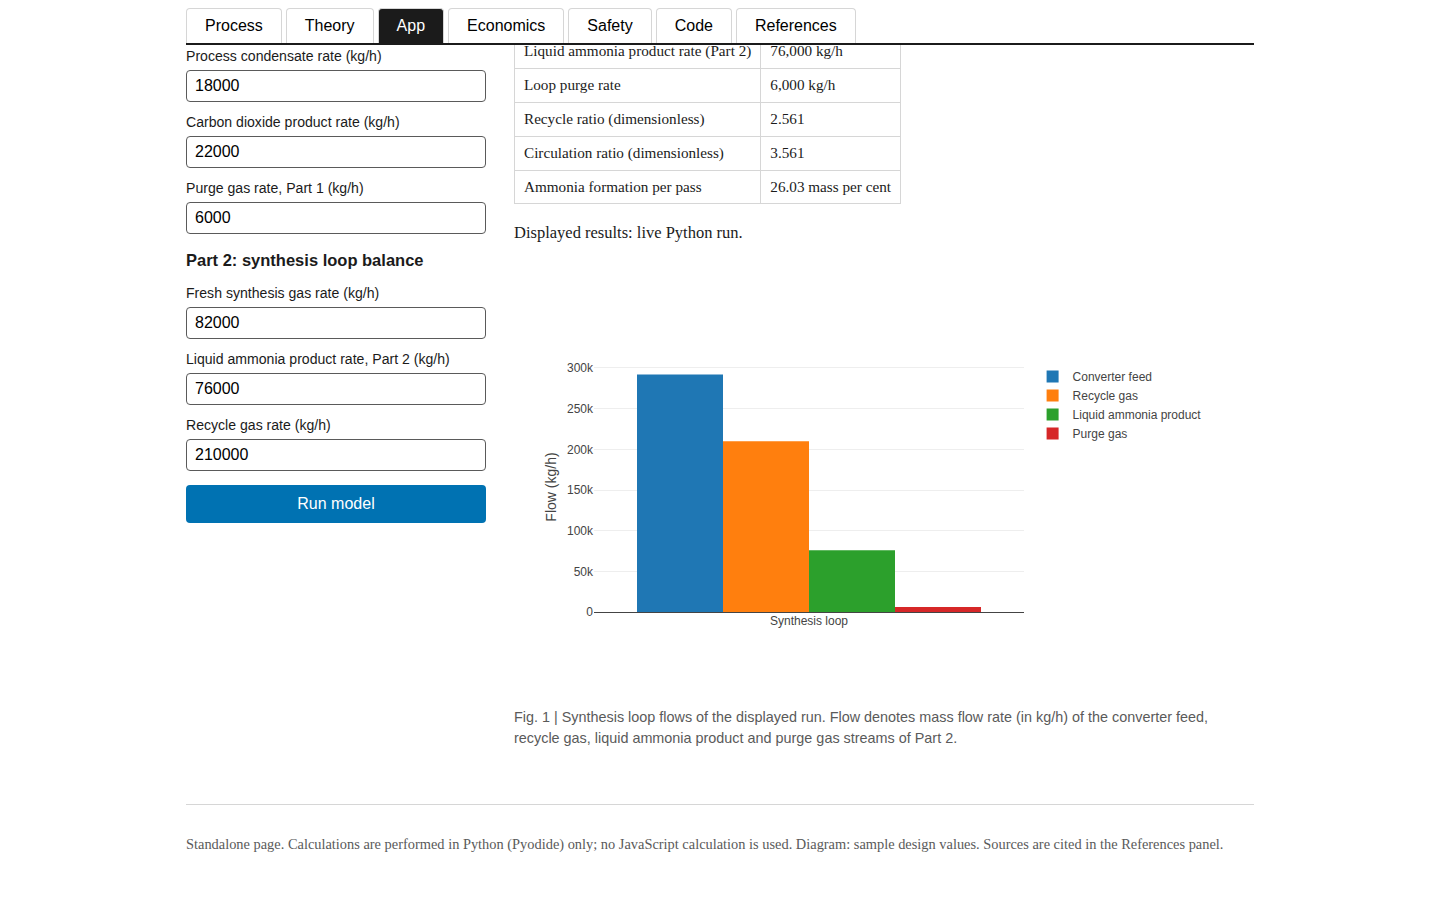 Process
Theory
App
Economics
Safety
Code
References
Process condensate rate (kg/h)
18000
Carbon dioxide product rate (kg/h)
22000
Purge gas rate, Part 1 (kg/h)
6000
Part 2: synthesis loop balance
Fresh synthesis gas rate (kg/h)
82000
Liquid ammonia product rate, Part 2 (kg/h)
76000
Recycle gas rate (kg/h)
210000
Run model
Liquid ammonia product rate (Part 2) 76,000 kg/h
Loop purge rate 6,000 kg/h
Recycle ratio (dimensionless) 2.561
Circulation ratio (dimensionless) 3.561
Ammonia formation per pass 26.03 mass per cent
Displayed results: live Python run.
300k
250k
200k
150k
100k
50k
0
Flow (kg/h)
Synthesis loop
Converter feed
Recycle gas
Liquid ammonia product
Purge gas
Fig. 1 | Synthesis loop flows of the displayed run. Flow denotes mass flow rate (in kg/h) of the converter feed,
recycle gas, liquid ammonia product and purge gas streams of Part 2.
Standalone page. Calculations are performed in Python (Pyodide) only; no JavaScript calculation is used. Diagram: sample design values. Sources are cited in the References panel.